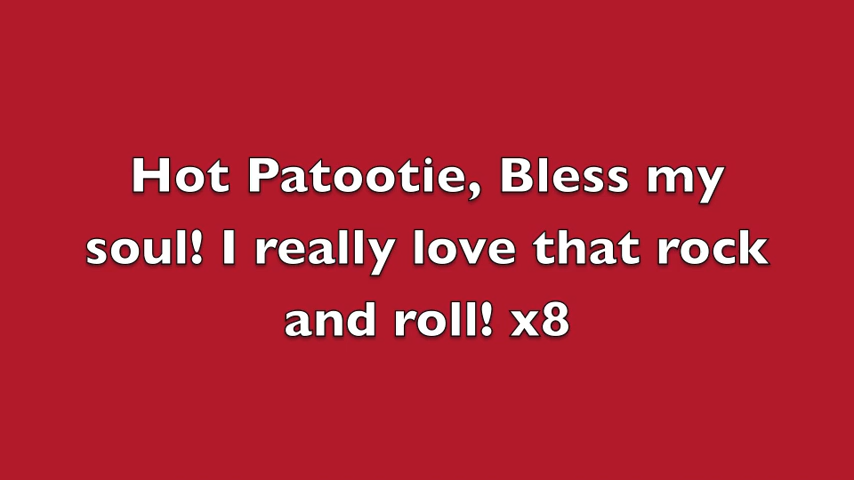 Hot Patootie, Bless my
soul! I really love that rock
and roll! x8